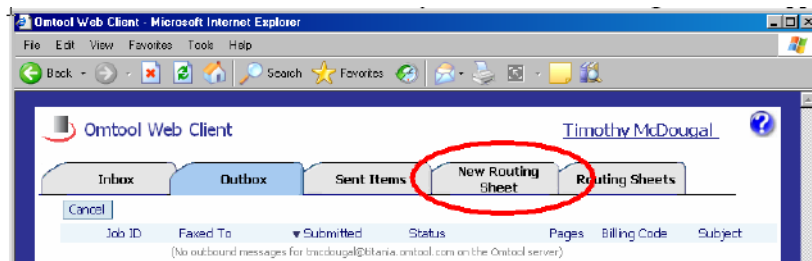 Omtool Web Client - Microsoft Internet Explorer
File Edit View Favorites Tools Help
Back Search Favorites
Omtool Web Client Timothy McDougal
Inbox Outbox Sent Items New Routing Sheet Routing Sheets
Cancel
Job ID Faxed To Submitted Status Pages Billing Code Subject
(No outbound messages for tmcdougal@titania.omtool.com on the Omtool server)